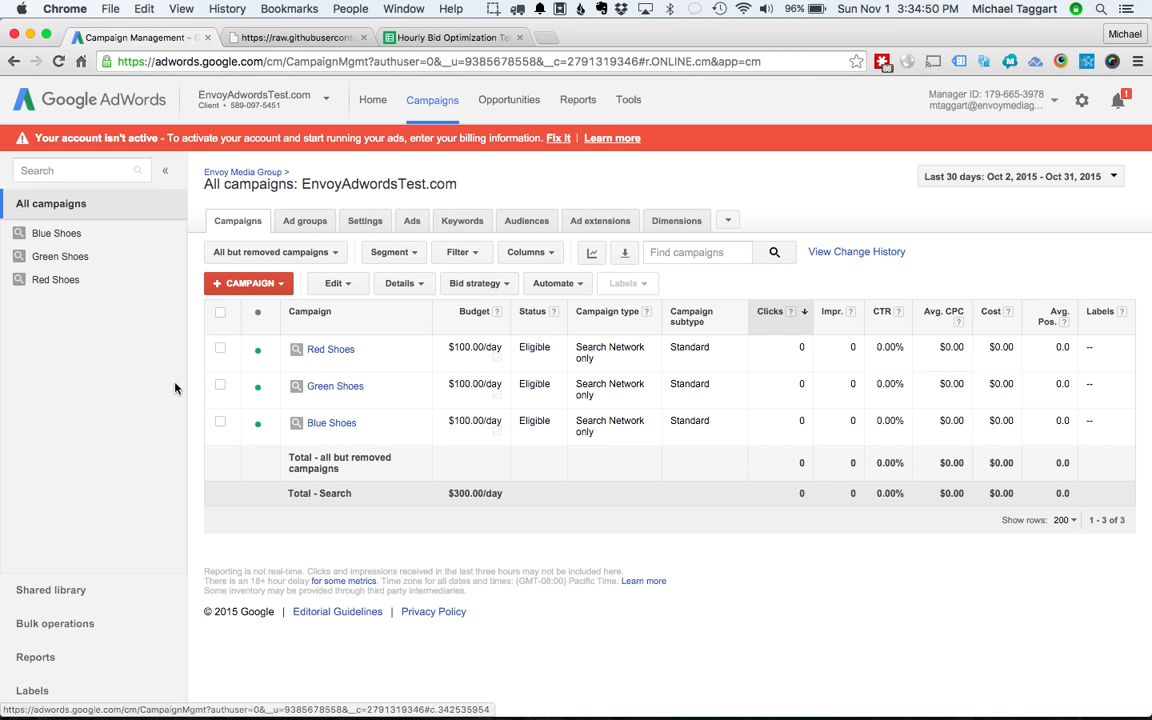 Chrome File Edit View History Bookmarks People Window Help 96% Sun Nov 1 3:34:50 PM Michael Taggart
Campaign Management – G https://raw.githubuserconte Hourly Bid Optimization To Michael
https://adwords.google.com/cm/CampaignMgmt?authuser=0&__u=9385678558&__c=2791319346#r.ONLINE.cm&app=cm
Google AdWords
EnvoyAdwordsTest.com
Client • 589-097-5451
Home Campaigns Opportunities Reports Tools
Manager ID: 179-665-3978
mtaggart@envoymediag...
Your account isn't active - To activate your account and start running your ads, enter your billing information. Fix It | Learn more
Search «
All campaigns
Blue Shoes
Green Shoes
Red Shoes
Shared library
Bulk operations
Reports
Labels
Envoy Media Group >
All campaigns: EnvoyAdwordsTest.com
Last 30 days: Oct 2, 2015 - Oct 31, 2015
Campaigns Ad groups Settings Ads Keywords Audiences Ad extensions Dimensions
All but removed campaigns Segment Filter Columns Find campaigns View Change History
+ CAMPAIGN Edit Details Bid strategy Automate Labels
Campaign Budget ? Status ? Campaign type ? Campaign subtype Clicks ? Impr. ? CTR ? Avg. CPC ? Cost ? Avg. Pos. ? Labels ?
Red Shoes $100.00/day Eligible Search Network only Standard 0 0 0.00% $0.00 $0.00 0.0 --
Green Shoes $100.00/day Eligible Search Network only Standard 0 0 0.00% $0.00 $0.00 0.0 --
Blue Shoes $100.00/day Eligible Search Network only Standard 0 0 0.00% $0.00 $0.00 0.0 --
Total - all but removed campaigns 0 0 0.00% $0.00 $0.00 0.0
Total - Search $300.00/day 0 0 0.00% $0.00 $0.00 0.0
Show rows: 200 1 - 3 of 3
Reporting is not real-time. Clicks and impressions received in the last three hours may not be included here.
There is an 18+ hour delay for some metrics. Time zone for all dates and times: (GMT-08:00) Pacific Time. Learn more
Some inventory may be provided through third party intermediaries.
© 2015 Google | Editorial Guidelines | Privacy Policy
https://adwords.google.com/cm/CampaignMgmt?authuser=0&__u=9385678558&__c=2791319346#c.342535954